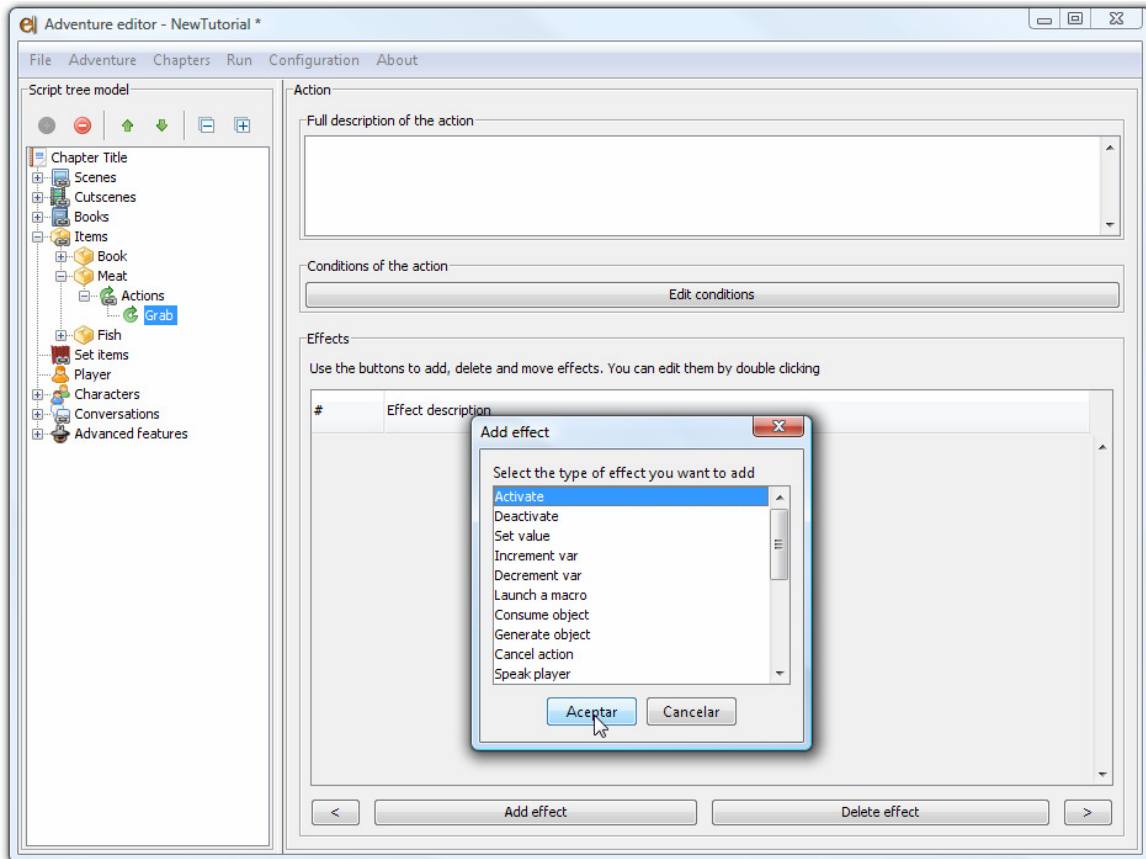 Adventure editor - NewTutorial *
File Adventure Chapters Run Configuration About
Script tree model
Chapter Title
Scenes
Cutscenes
Books
Items
Book
Meat
Actions
Grab
Fish
Set items
Player
Characters
Conversations
Advanced features
Action
Full description of the action
Conditions of the action
Edit conditions
Effects
Use the buttons to add, delete and move effects. You can edit them by double clicking
# Effect description
Add effect
Select the type of effect you want to add
Activate
Deactivate
Set value
Increment var
Decrement var
Launch a macro
Consume object
Generate object
Cancel action
Speak player
Aceptar Cancelar
< Add effect Delete effect >